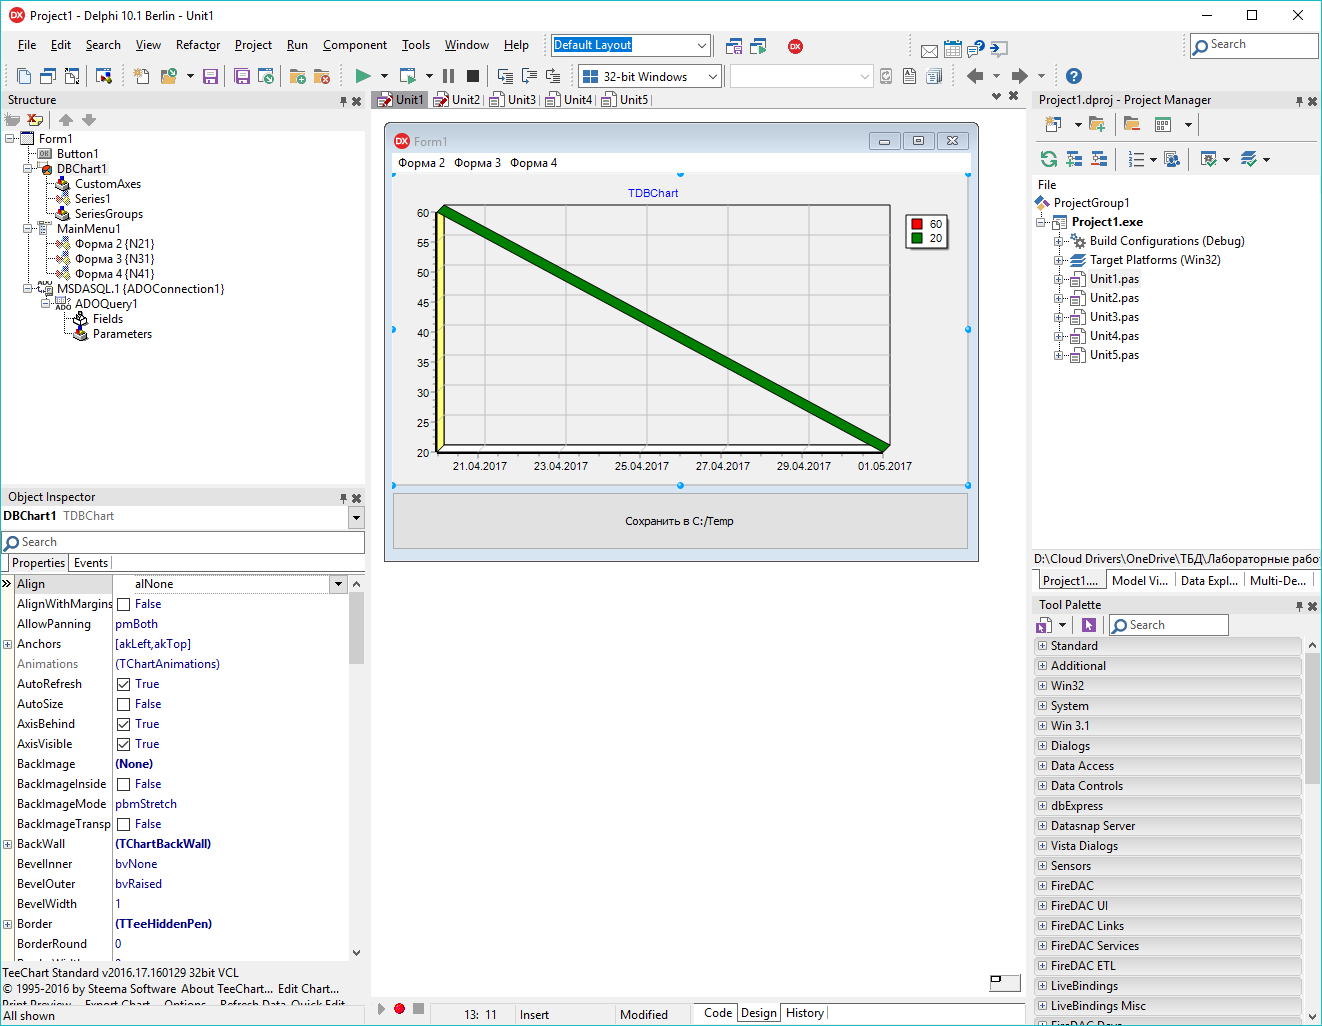 Project1 - Delphi 10.1 Berlin - Unit1
File Edit Search View Refactor Project Run Component Tools Window Help Default Layout Search
32-bit Windows
Structure
Form1
Button1
DBChart1
CustomAxes
Series1
SeriesGroups
MainMenu1
Форма 2 {N21}
Форма 3 {N31}
Форма 4 {N41}
MSDASQL.1 {ADOConnection1}
ADOQuery1
Fields
Parameters
Object Inspector
DBChart1 TDBChart
Search
Properties Events
Align alNone
AlignWithMargins False
AllowPanning pmBoth
Anchors [akLeft,akTop]
Animations (TChartAnimations)
AutoRefresh True
AutoSize False
AxisBehind True
AxisVisible True
BackImage (None)
BackImageInside False
BackImageMode pbmStretch
BackImageTransp False
BackWall (TChartBackWall)
BevelInner bvNone
BevelOuter bvRaised
BevelWidth 1
Border (TTeeHiddenPen)
BorderRound 0
TeeChart Standard v2016.17.160129 32bit VCL
© 1995-2016 by Steema Software About TeeChart... Edit Chart...
Print Preview... Export Chart... Options... Refresh Data Quick Edit
All shown
Unit1 Unit2 Unit3 Unit4 Unit5
Form1
Форма 2 Форма 3 Форма 4
TDBChart
60
55
50
45
40
35
30
25
20
21.04.2017 23.04.2017 25.04.2017 27.04.2017 29.04.2017 01.05.2017
60
20
Сохранить в C:/Temp
13: 11 Insert Modified Code Design History
Project1.dproj - Project Manager
File
ProjectGroup1
Project1.exe
Build Configurations (Debug)
Target Platforms (Win32)
Unit1.pas
Unit2.pas
Unit3.pas
Unit4.pas
Unit5.pas
D:\Cloud Drivers\OneDrive\ТБД\Лабораторные рабо
Project1.... Model Vi... Data Expl... Multi-De...
Tool Palette
Search
Standard
Additional
Win32
System
Win 3.1
Dialogs
Data Access
Data Controls
dbExpress
Datasnap Server
Vista Dialogs
Sensors
FireDAC
FireDAC UI
FireDAC Links
FireDAC Services
FireDAC ETL
LiveBindings
LiveBindings Misc